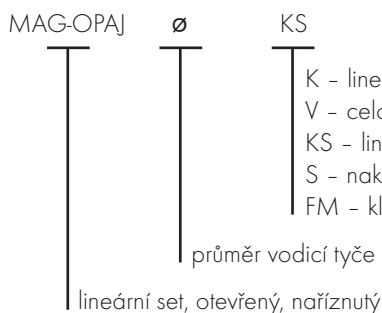 MAG-OPAJ ø KS
K – line
V – celo
KS – lin
S – nak
FM – kl
průměr vodicí tyče
lineární set, otevřený, naříznutý